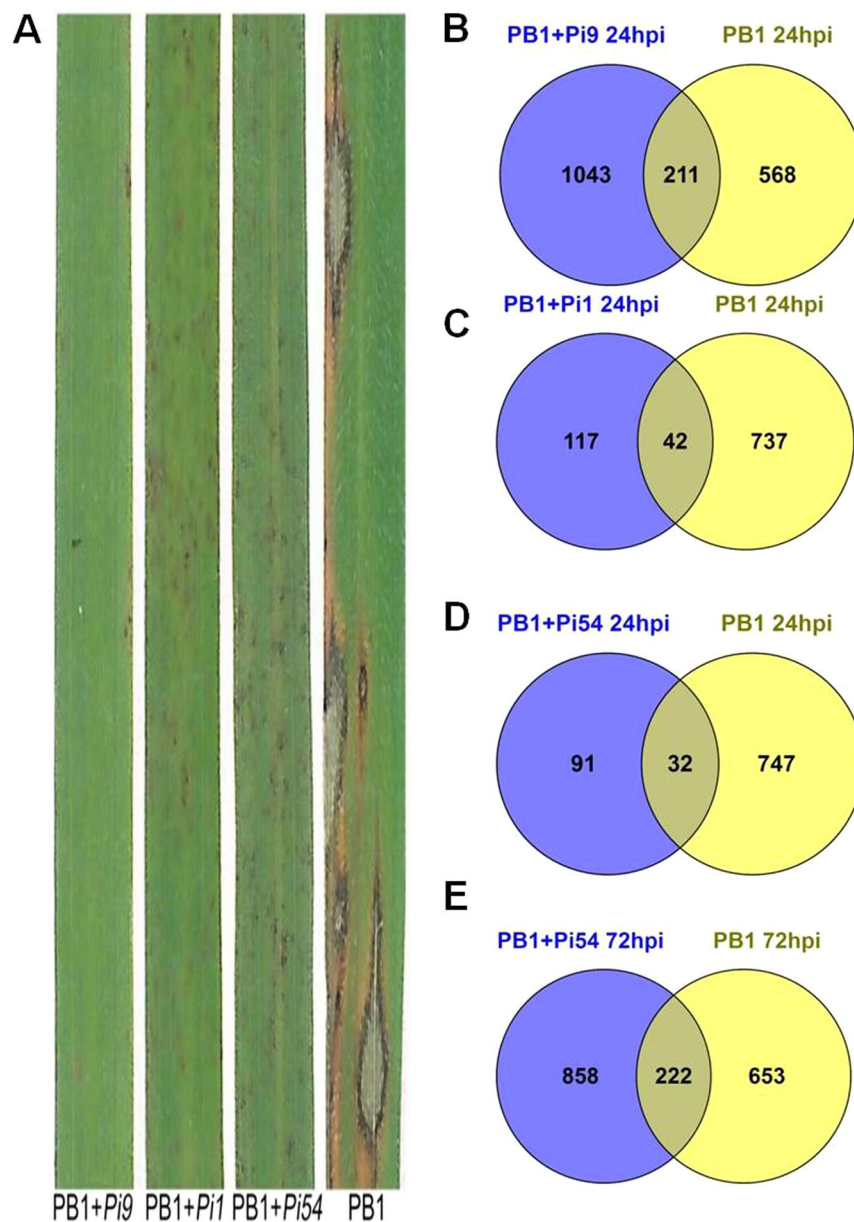 A
PB1+Pi9 PB1+Pi1 PB1+Pi54 PB1
B
PB1+Pi9 24hpi PB1 24hpi
1043 211 568
C
PB1+Pi1 24hpi PB1 24hpi
117 42 737
D
PB1+Pi54 24hpi PB1 24hpi
91 32 747
E
PB1+Pi54 72hpi PB1 72hpi
858 222 653